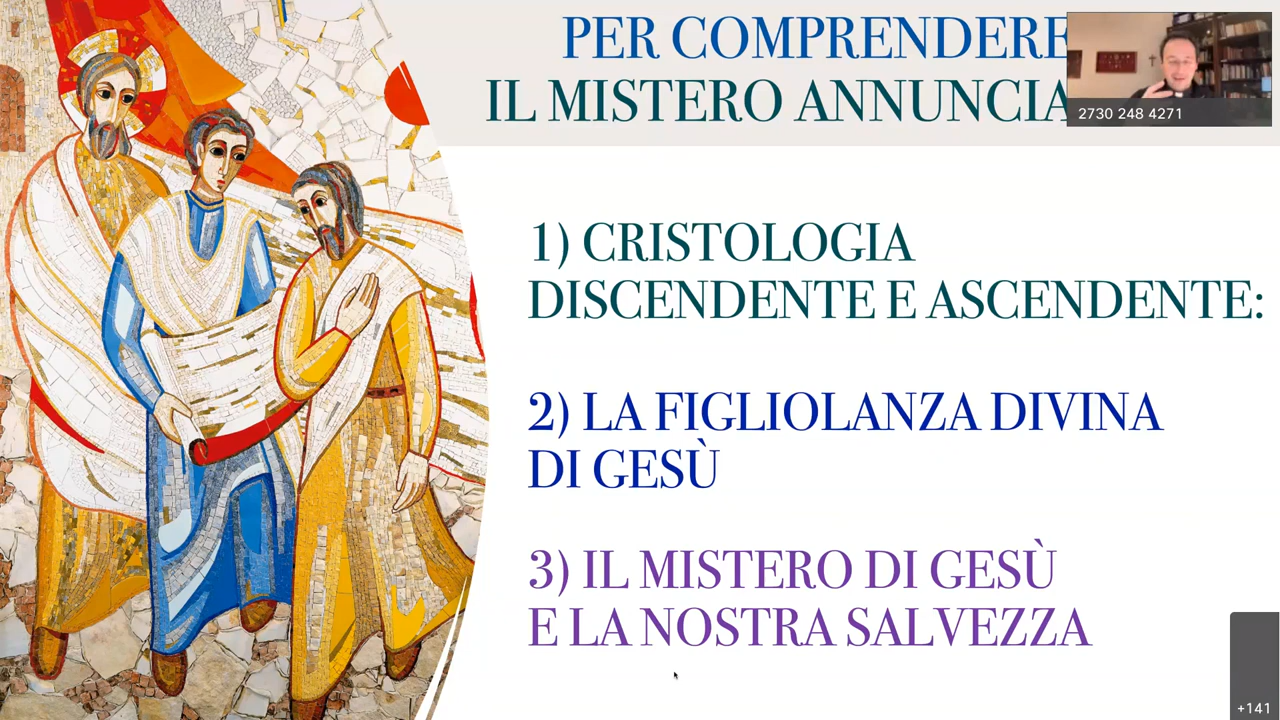 PER COMPRENDERE
IL MISTERO ANNUNCIA
2730 248 4271
1) CRISTOLOGIA
DISCENDENTE E ASCENDENTE:
2) LA FIGLIOLANZA DIVINA
DI GESÙ
3) IL MISTERO DI GESÙ
E LA NOSTRA SALVEZZA
+141